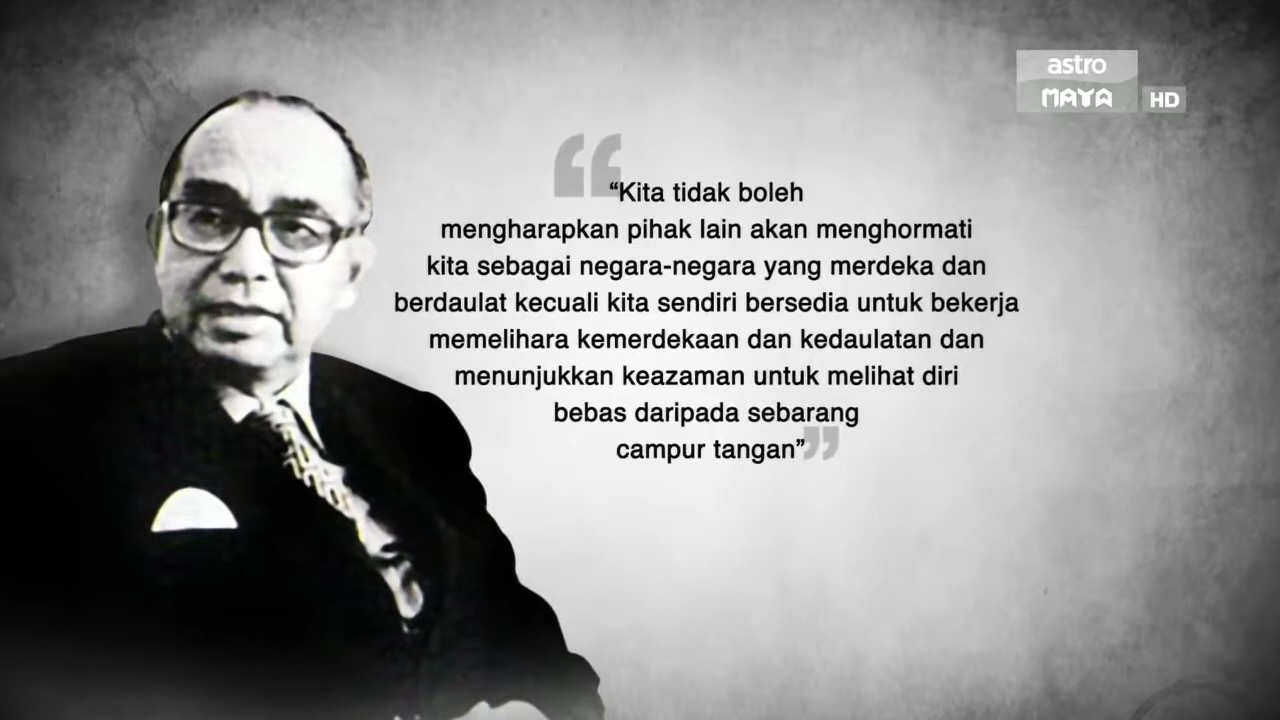 astro
MAYA HD
“Kita tidak boleh
mengharapkan pihak lain akan menghormati
kita sebagai negara-negara yang merdeka dan
berdaulat kecuali kita sendiri bersedia untuk bekerja
memelihara kemerdekaan dan kedaulatan dan
menunjukkan keazaman untuk melihat diri
bebas daripada sebarang
campur tangan”